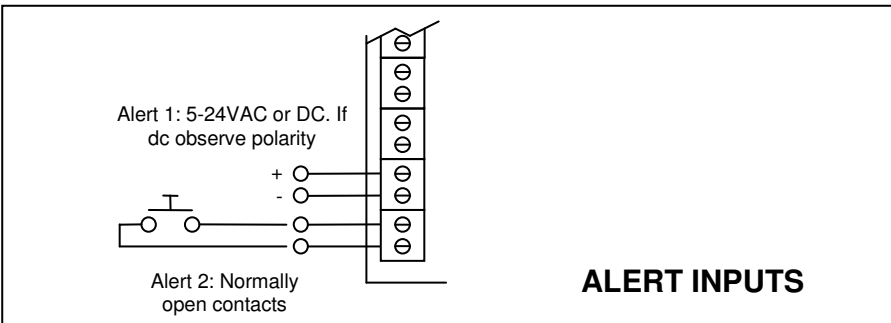 Alert 1: 5-24VAC or DC. If
dc observe polarity
+
-
Alert 2: Normally
open contacts
ALERT INPUTS